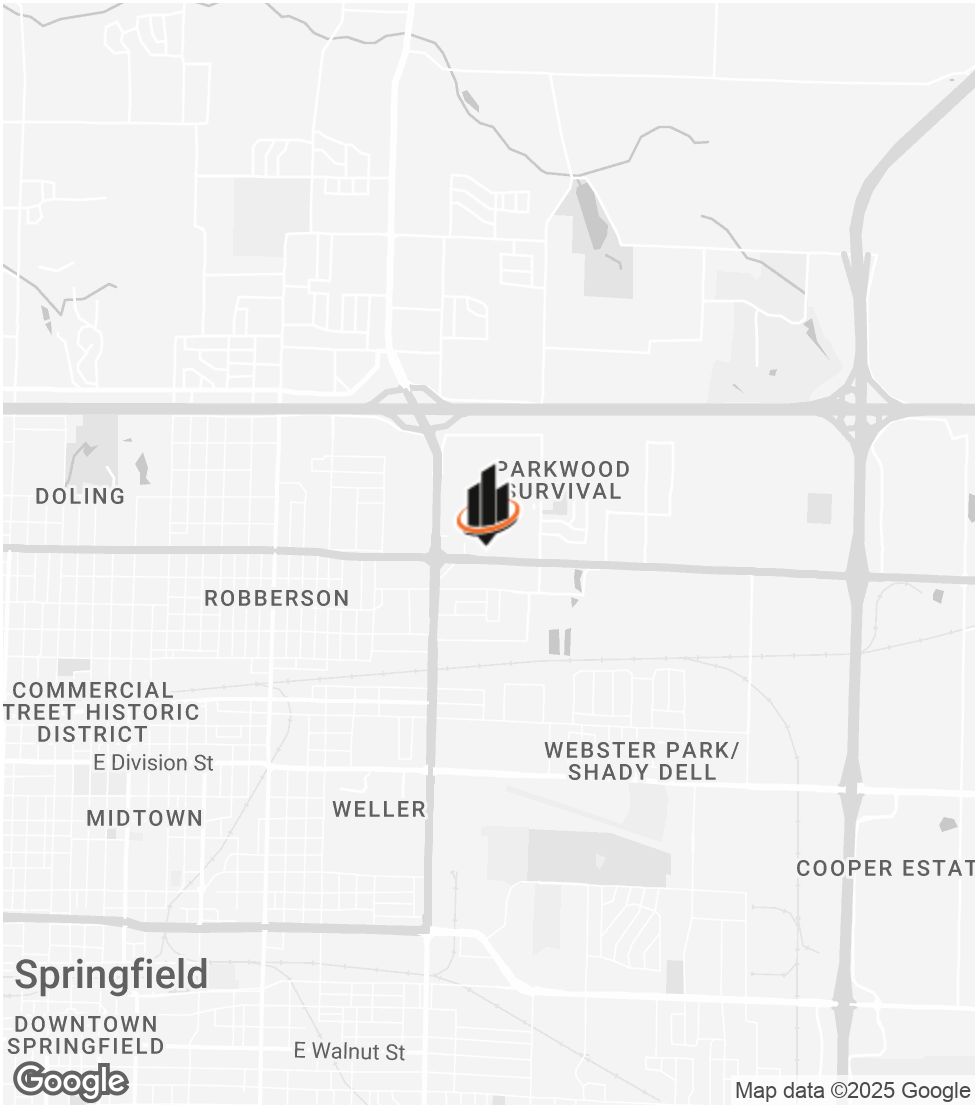 PARKWOOD
SURVIVAL
DOLING
ROBBERSON
COMMERCIAL
TREET HISTORIC
DISTRICT
E Division St
WEBSTER PARK/
SHADY DELL
MIDTOWN
WELLER
COOPER ESTAT
Springfield
DOWNTOWN
SPRINGFIELD
E Walnut St
Google
Map data ©2025 Google